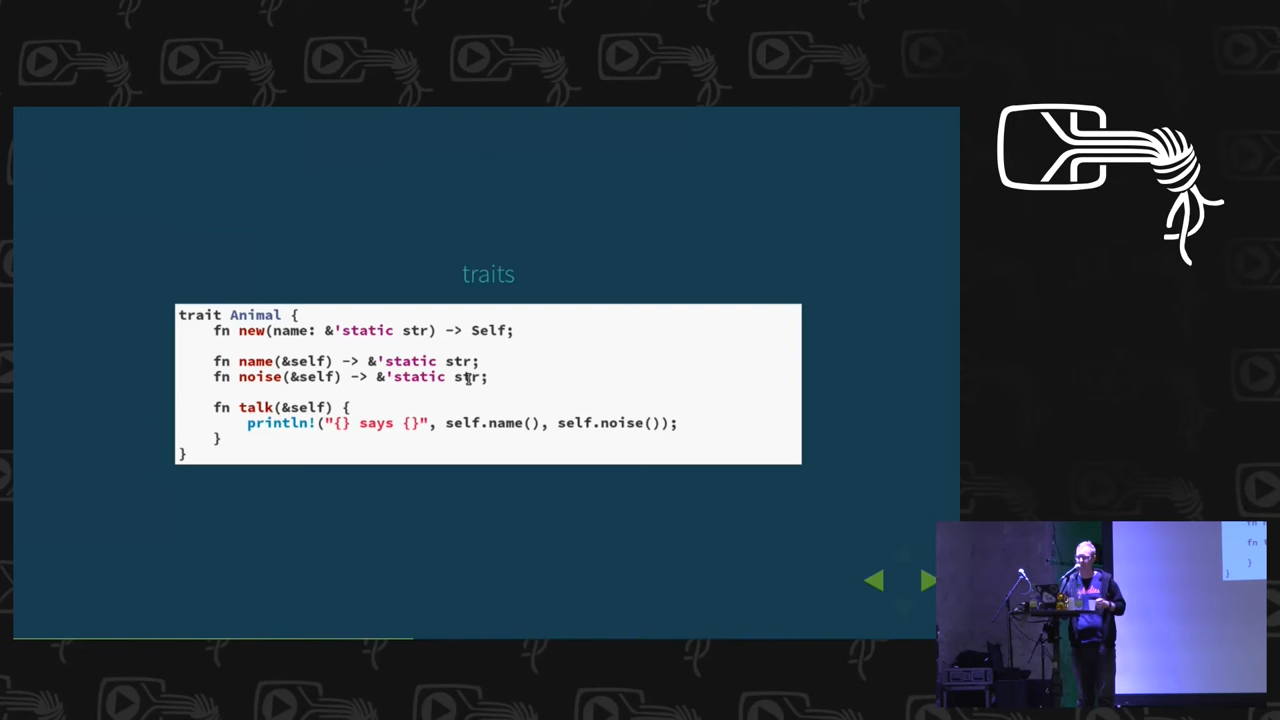 traits
trait Animal {
    fn new(name: &'static str) -> Self;
    fn name(&self) -> &'static str;
    fn noise(&self) -> &'static str;
    fn talk(&self) {
        println!("{} says {}", self.name(), self.noise());
    }
}
fn
}
}